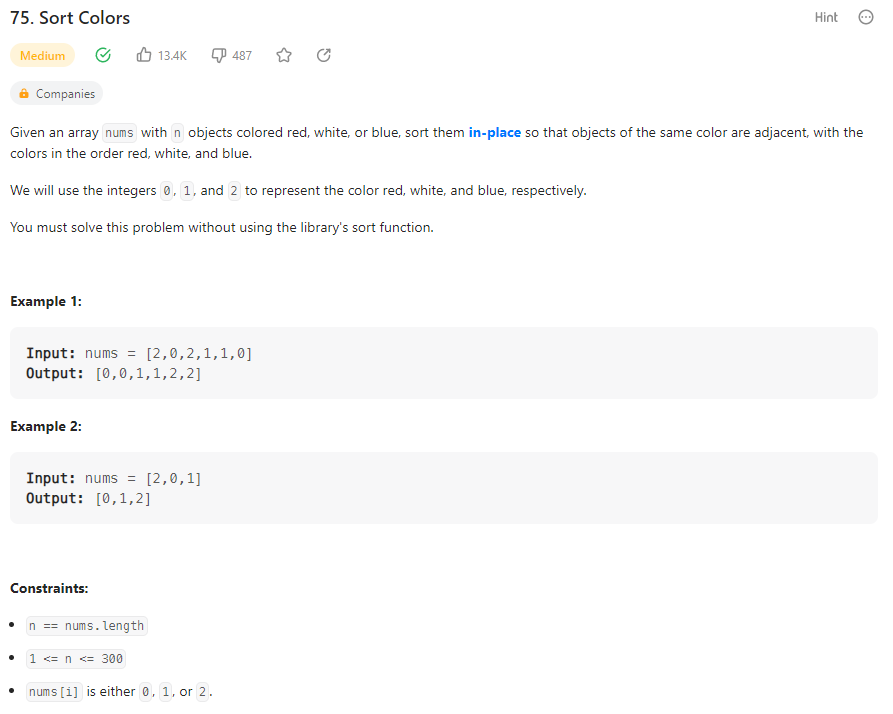 75. Sort Colors
Hint
Medium 13.4K 487
Companies
Given an array nums with n objects colored red, white, or blue, sort them in-place so that objects of the same color are adjacent, with the
colors in the order red, white, and blue.
We will use the integers 0, 1, and 2 to represent the color red, white, and blue, respectively.
You must solve this problem without using the library's sort function.
Example 1:
Input: nums = [2,0,2,1,1,0]
Output: [0,0,1,1,2,2]
Example 2:
Input: nums = [2,0,1]
Output: [0,1,2]
Constraints:
• n == nums.length
• 1 <= n <= 300
• nums[i] is either 0, 1, or 2.